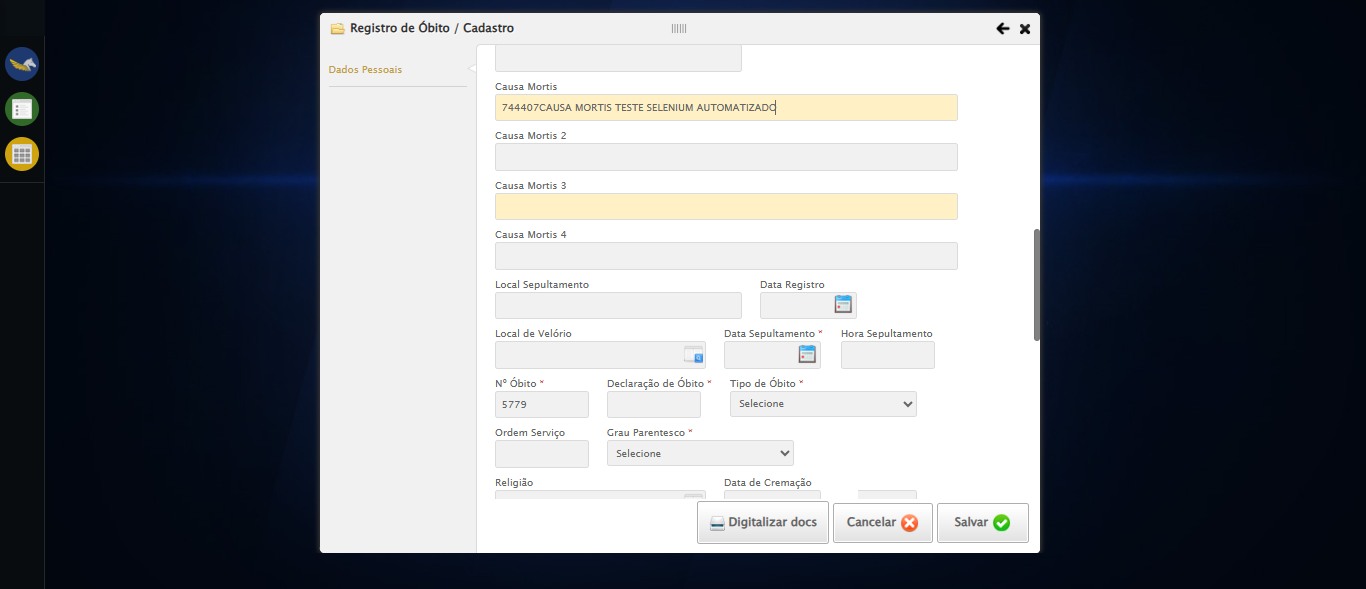 Registro de Óbito / Cadastro
Dados Pessoais
Causa Mortis
744407CAUSA MORTIS TESTE SELENIUM AUTOMATIZADO
Causa Mortis 2
Causa Mortis 3
Causa Mortis 4
Local Sepultamento Data Registro
Local de Velório Data Sepultamento * Hora Sepultamento
Nº Óbito * Declaração de Óbito * Tipo de Óbito *
5779 Selecione
Ordem Serviço Grau Parentesco *
Selecione
Religião Data de Cremação
Digitalizar docs Cancelar Salvar